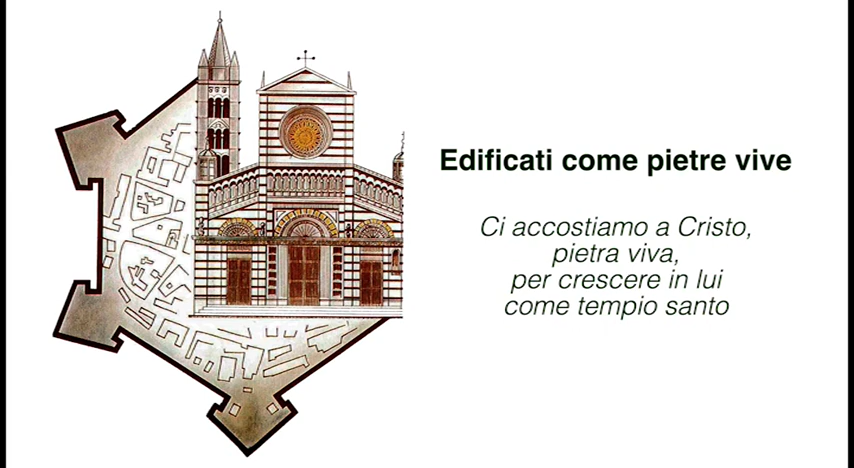 Edificati come pietre vive
Ci accostiamo a Cristo,
pietra viva,
per crescere in lui
come tempio santo